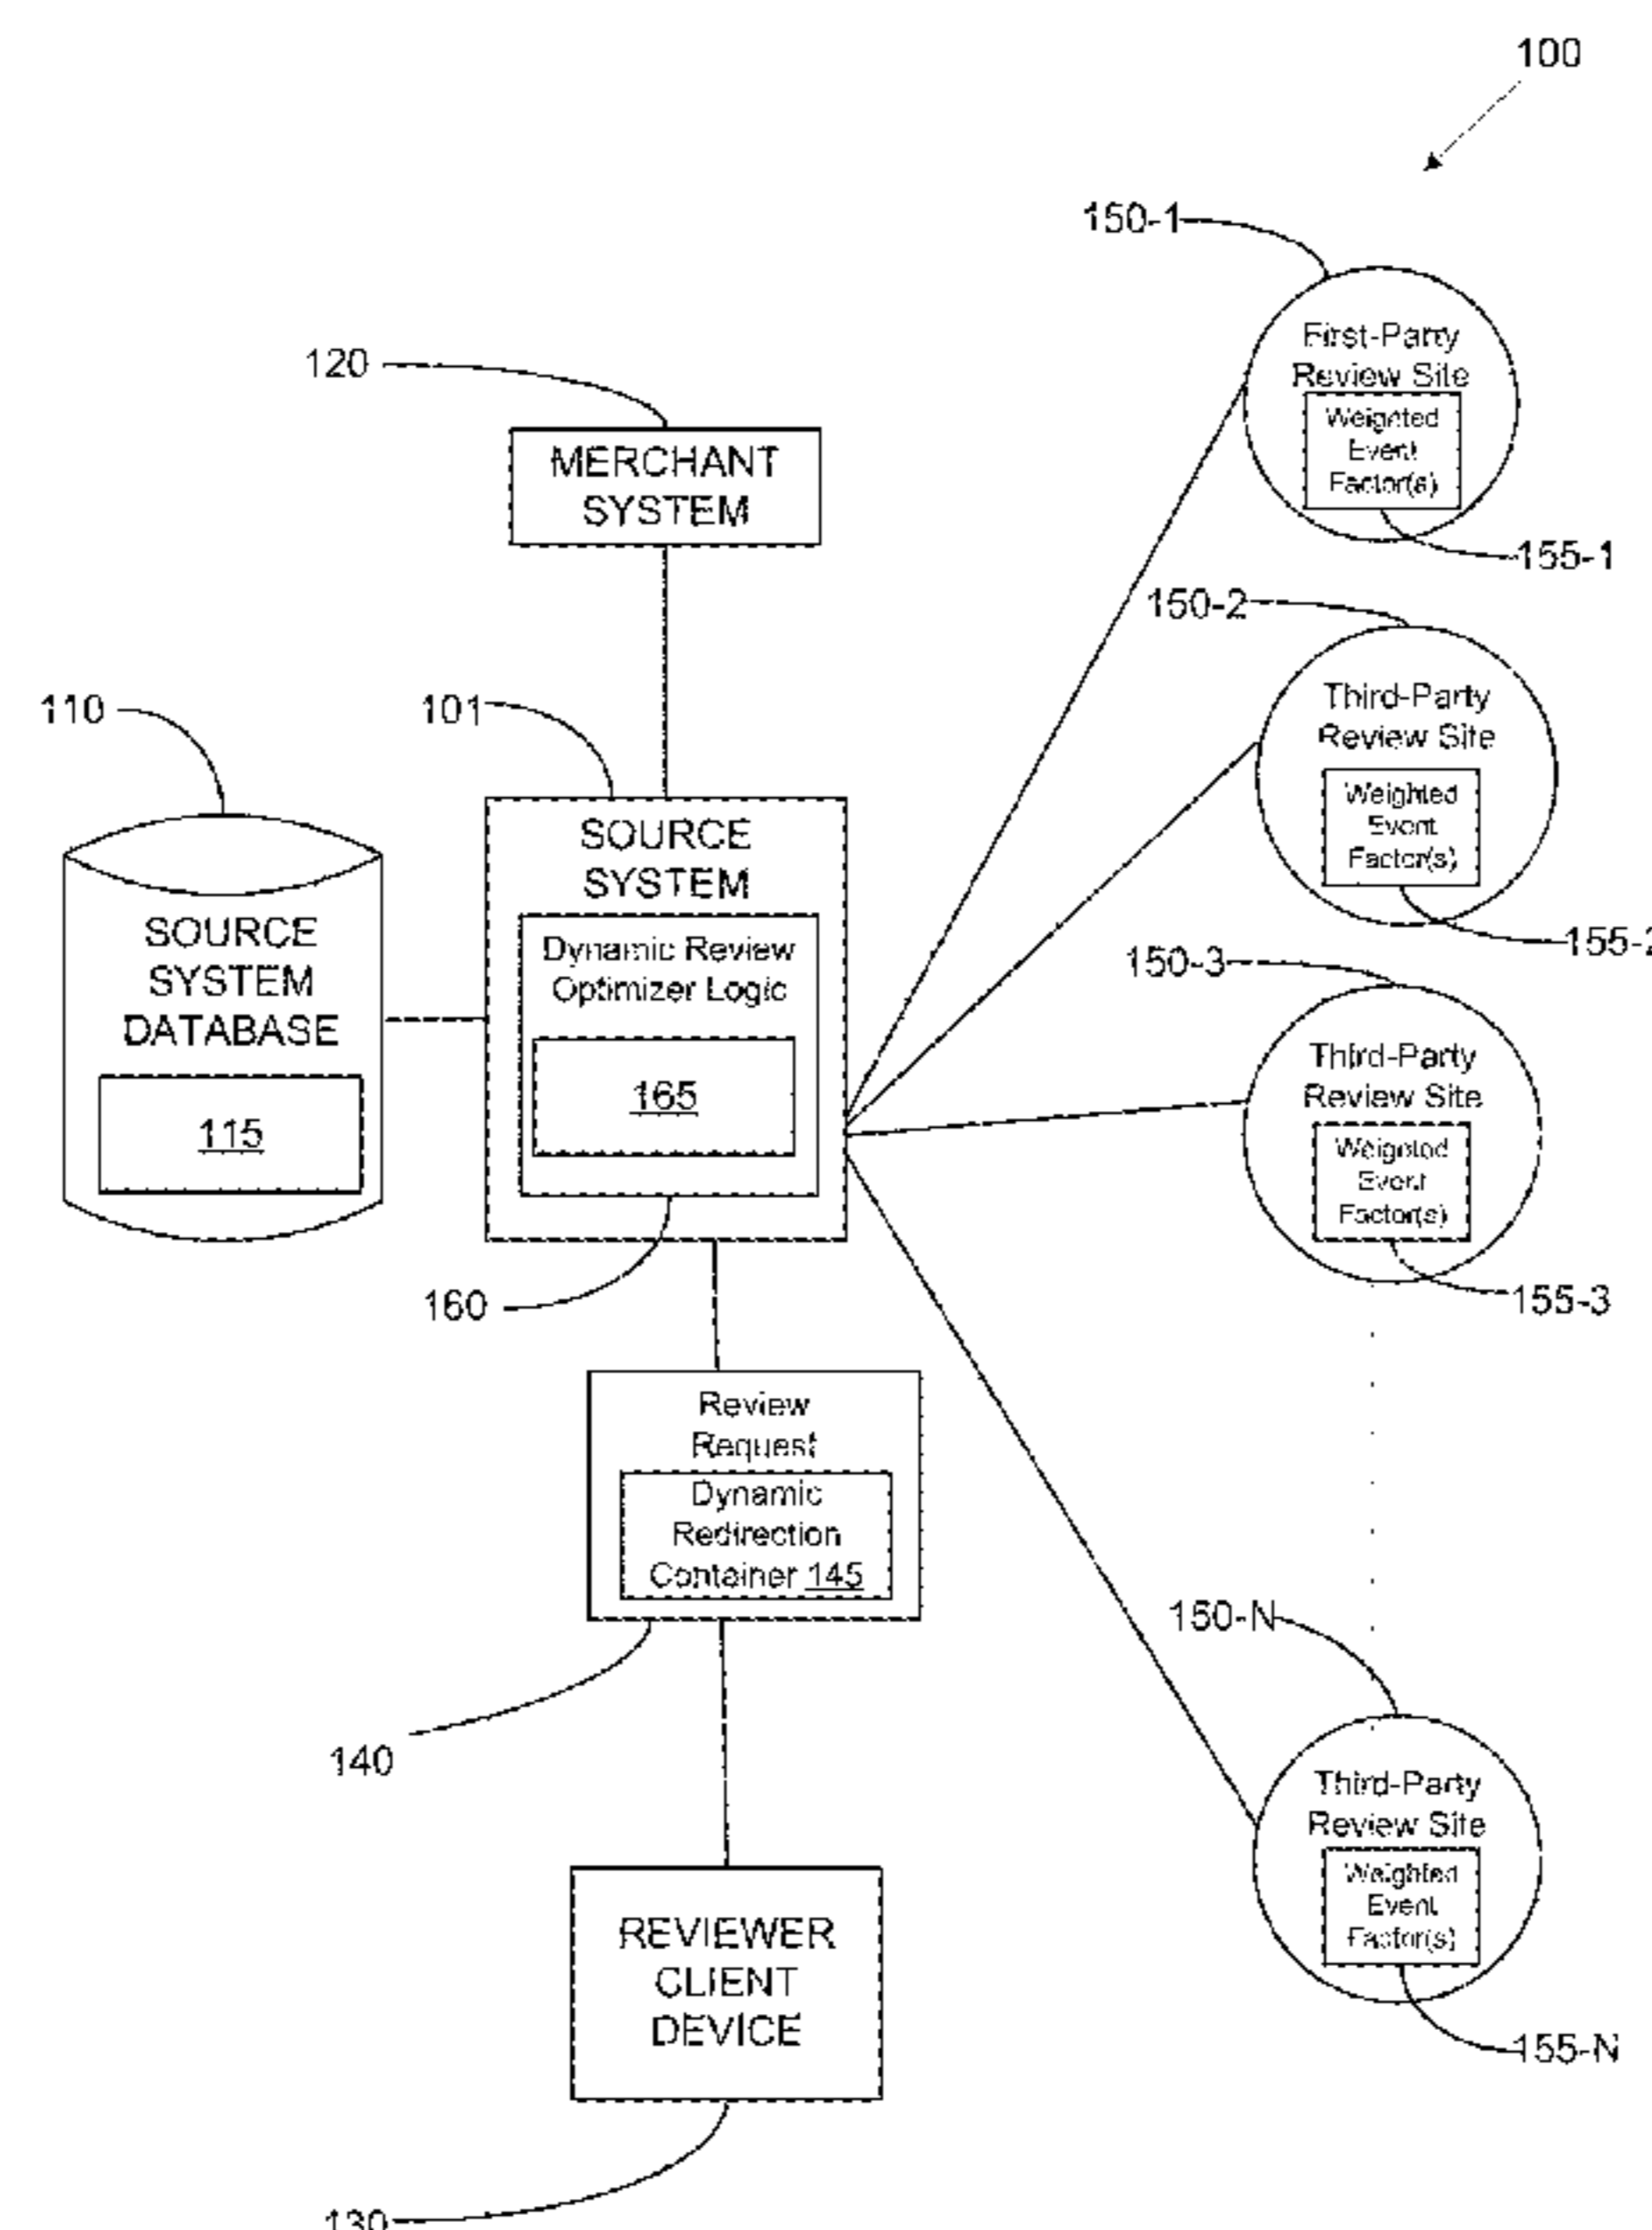 100
150-1
First-Party
Review Site
Weighted
Event
Factor(s)
155-1
120
MERCHANT
SYSTEM
150-2
Third-Party
Review Site
Weighted
Event
Factor(s)
155-2
110
101
SOURCE
SYSTEM
DATABASE
115
SOURCE
SYSTEM
Dynamic Review
Optimizer Logic
165
160
150-3
Third-Party
Review Site
Weighted
Event
Factor(s)
155-3
Review
Request
Dynamic
Redirection
Container 145
140
150-N
Third-Party
Review Site
Weighted
Event
Factor(s)
155-N
REVIEWER
CLIENT
DEVICE
130